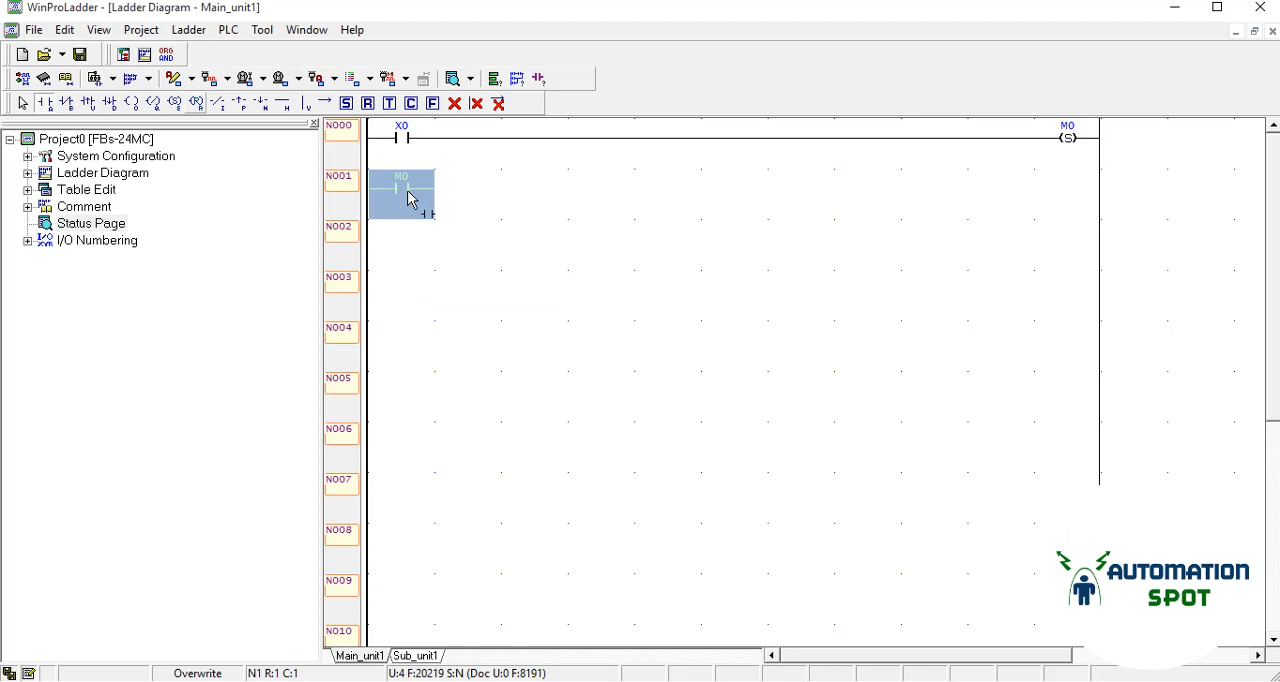 WinProLadder - [Ladder Diagram - Main_unit1]
File Edit View Project Ladder Tool PLC Window Help
ORG
AND
A B U D Q S R I P N H V S R T C F
Project0 [FBs-24MC]
System Configuration
Ladder Diagram
Table Edit
Comment
Status Page
I/O Numbering
N000 X0 M0
(S)
N001 M0
N002
N003
N004
N005
N006
N007
N008
N009
N010
AUTOMATION
SPOT
Main_unit1 Sub_unit1
Overwrite N1 R:1 C:1 U:4 F:20219 S:N (Doc U:0 F:8191)